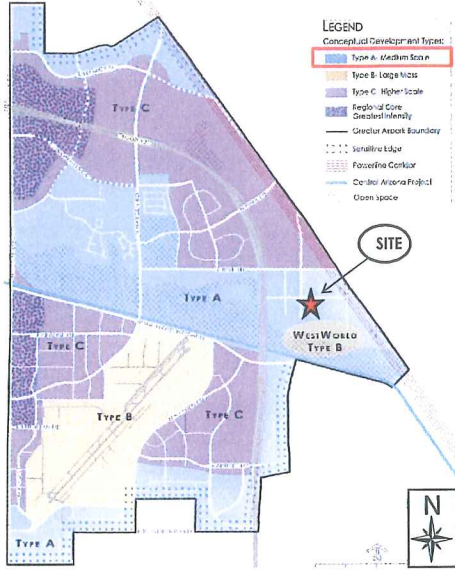 LEGEND
Conceptual Development Types:
Type A- Medium Scale
Type B- Large Mass
Type C- Higher Scale
Regional Core
Greatest Intensity
Greater Airpark Boundary
Sensitive Edge
Powerline Corridor
Central Arizona Project
Open Space
TYPE C
SITE
TYPE A
WESTWORLD
TYPE B
TYPE C
TYPE B
TYPE C
TYPE A
N